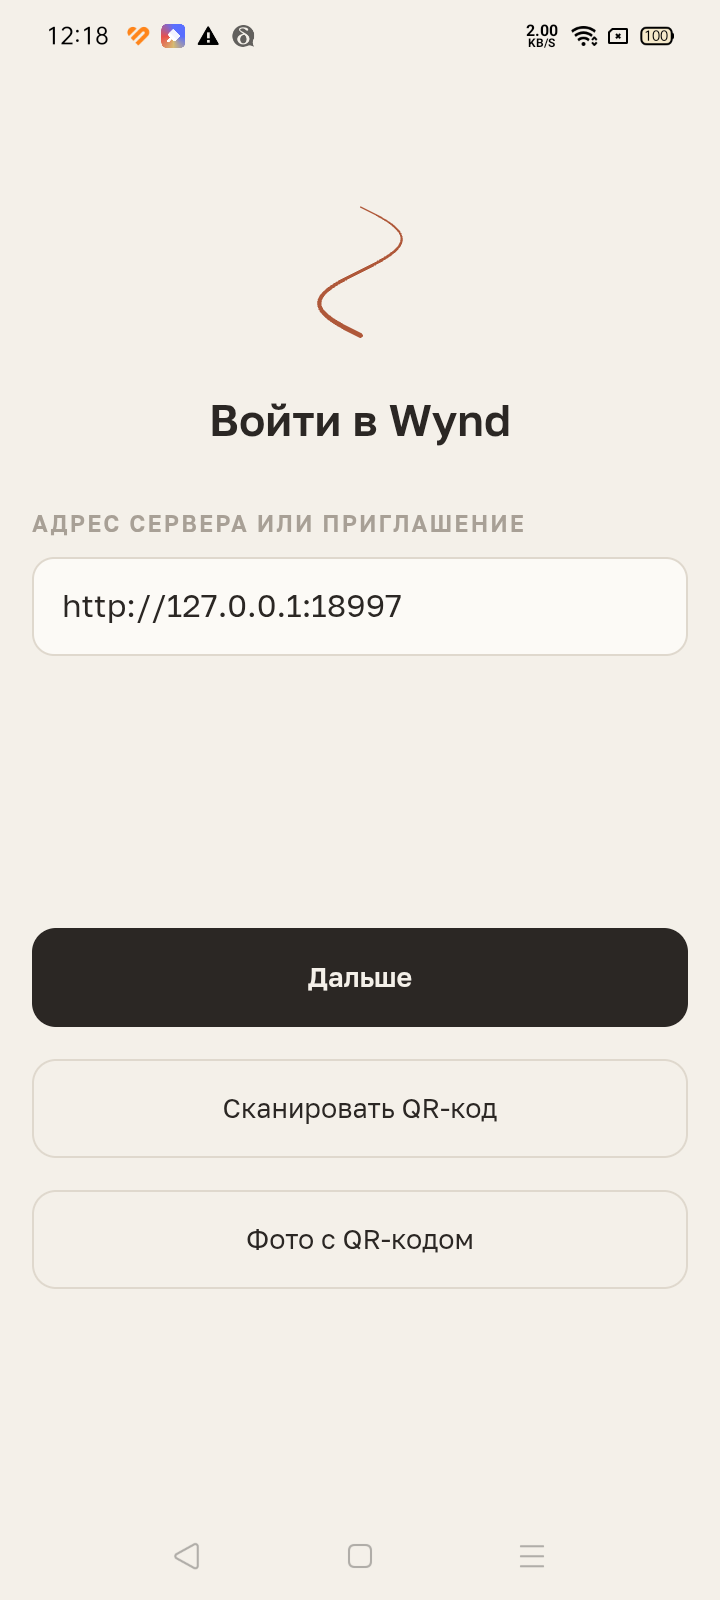 12:18
2.00
KB/S
100
Войти в Wynd
АДРЕС СЕРВЕРА ИЛИ ПРИГЛАШЕНИЕ
http://127.0.0.1:18997
Дальше
Сканировать QR-код
Фото с QR-кодом